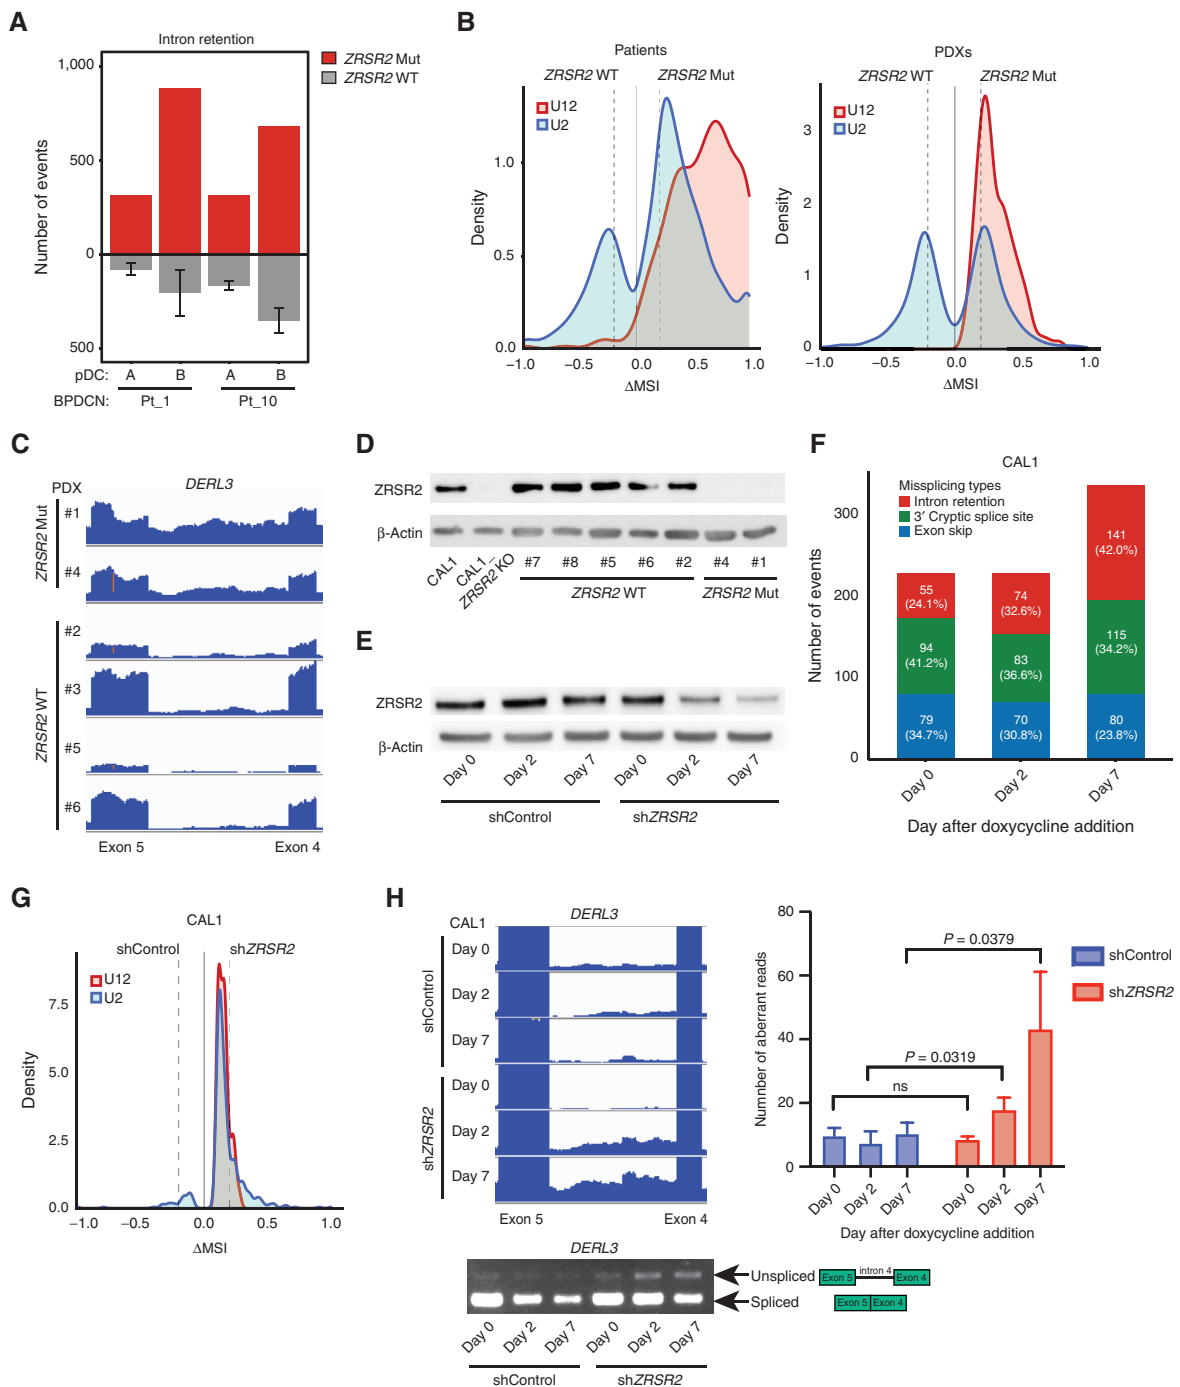 A
Intron retention
ZRSR2 Mut
ZRSR2 WT
Number of events
1,000
500
0
500
pDC: A B A B
BPDCN: Pt_1 Pt_10
B
Patients
ZRSR2 WT ZRSR2 Mut
U12
U2
Density
1.0
0.5
0.0
−1.0 −0.5 0.0 0.5 1.0
ΔMSI
PDXs
ZRSR2 WT ZRSR2 Mut
U12
U2
Density
3
2
1
0
−1.0 −0.5 0.0 0.5 1.0
ΔMSI
C
PDX DERL3
ZRSR2 Mut
#1
#4
ZRSR2 WT
#2
#3
#5
#6
Exon 5 Exon 4
D
ZRSR2
β-Actin
CAL1
CAL1_
ZRSR2 KO
#7 #8 #5 #6 #2 #4 #1
ZRSR2 WT ZRSR2 Mut
E
ZRSR2
β-Actin
Day 0 Day 2 Day 7 Day 0 Day 2 Day 7
shControl shZRSR2
F
CAL1
Misplicing types
Intron retention
3′ Cryptic splice site
Exon skip
Number of events
300
200
100
0
55
(24.1%)
94
(41.2%)
79
(34.7%)
74
(32.6%)
83
(36.6%)
70
(30.8%)
141
(42.0%)
115
(34.2%)
80
(23.8%)
Day 0 Day 2 Day 7
Day after doxycycline addition
G
CAL1
shControl shZRSR2
U12
U2
Density
7.5
5.0
2.5
0.0
−1.0 −0.5 0.0 0.5 1.0
ΔMSI
H
CAL1 DERL3
shControl
Day 0
Day 2
Day 7
shZRSR2
Day 0
Day 2
Day 7
Exon 5 Exon 4
Numnber of aberrant reads
80
60
40
20
0
P = 0.0379
P = 0.0319
ns
shControl
shZRSR2
Day 0 Day 2 Day 7 Day 0 Day 2 Day 7
Day after doxycycline addition
DERL3
Unspliced
Exon 5 intron 4 Exon 4
Spliced
Exon 5 Exon 4
Day 0 Day 2 Day 7 Day 0 Day 2 Day 7
shControl shZRSR2